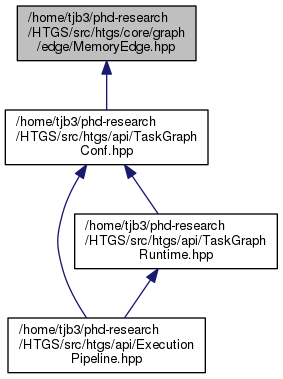 /home/tjb3/phd-research
/HTGS/src/htgs/core/graph
/edge/MemoryEdge.hpp
/home/tjb3/phd-research
/HTGS/src/htgs/api/TaskGraph
Conf.hpp
/home/tjb3/phd-research
/HTGS/src/htgs/api/TaskGraph
Runtime.hpp
/home/tjb3/phd-research
/HTGS/src/htgs/api/Execution
Pipeline.hpp